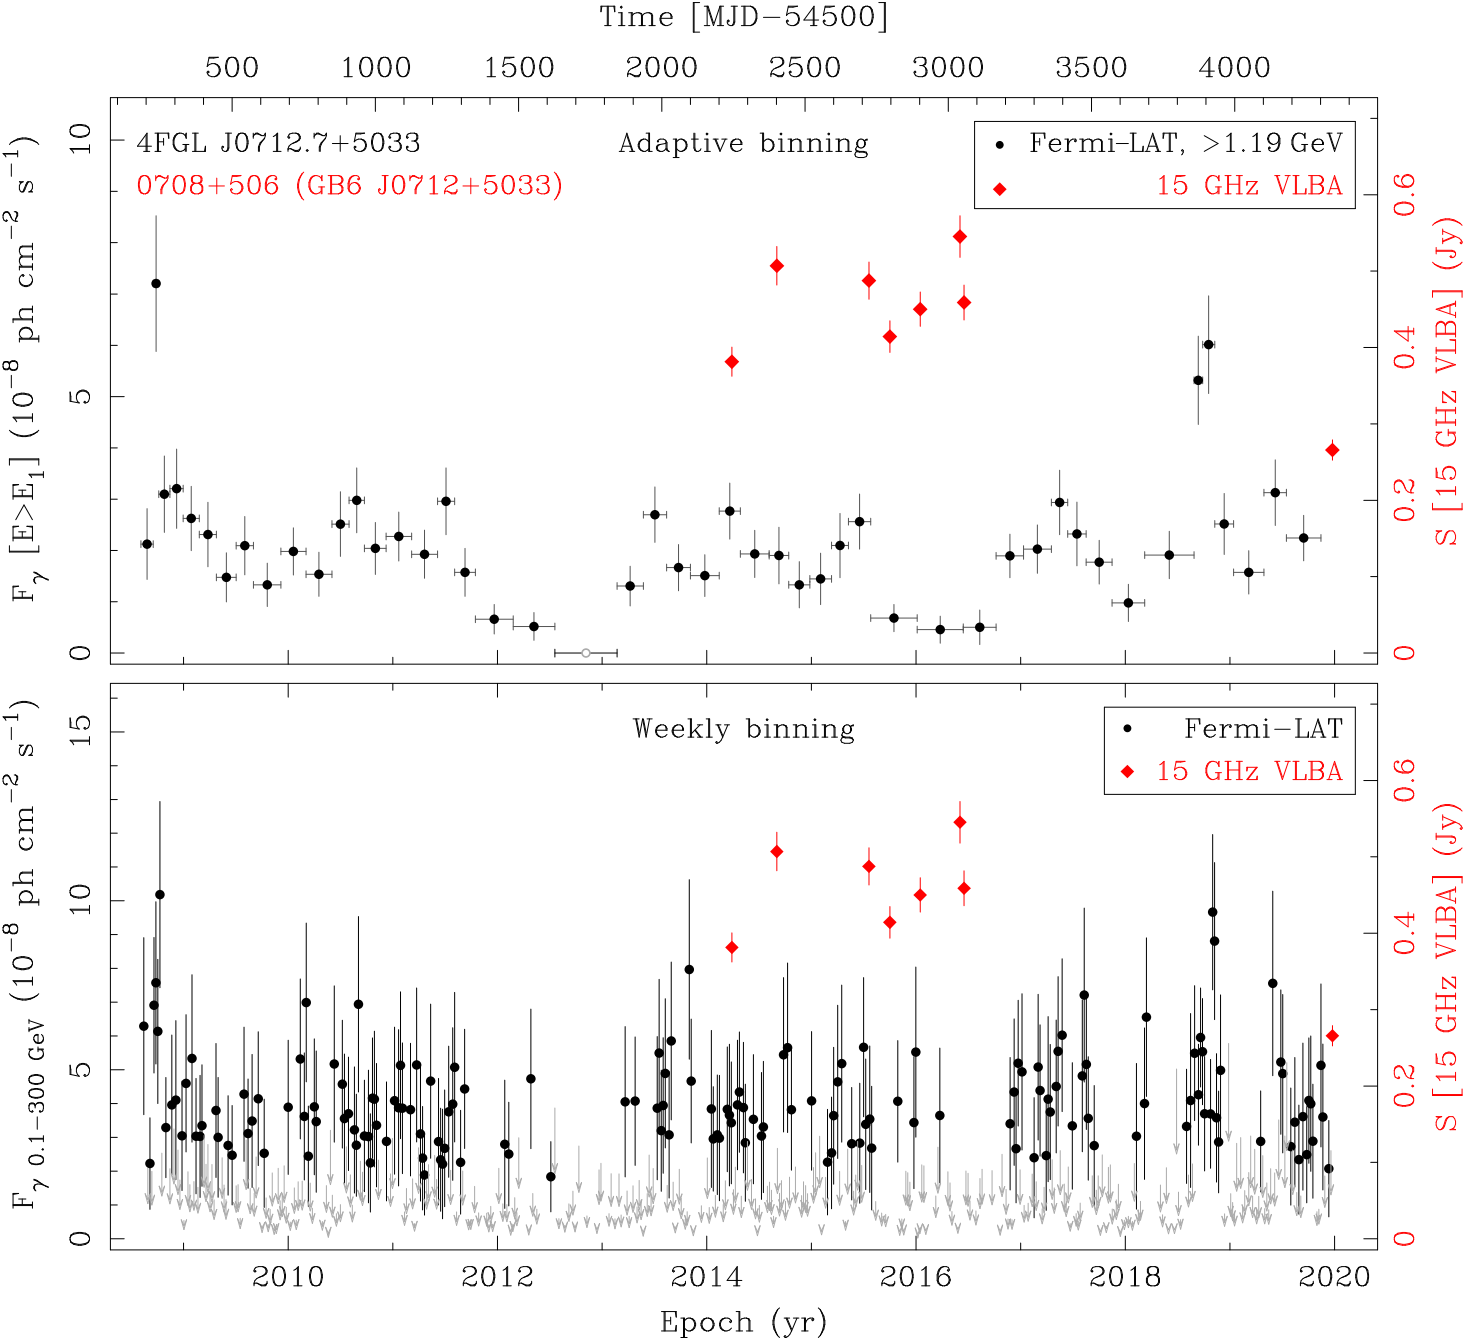 Time [MJD−54500]
500 1000 1500 2000 2500 3000 3500 4000
4FGL J0712.7+5033
0708+506 (GB6 J0712+5033)
Adaptive binning
Fermi−LAT, >1.19 GeV
15 GHz VLBA
F_γ [E>E_1] (10^−8 ph cm^−2 s^−1)
10
5
0
S [15 GHz VLBA] (Jy)
0.6
0.4
0.2
0
Weekly binning
Fermi−LAT
15 GHz VLBA
F_γ 0.1−300 GeV (10^−8 ph cm^−2 s^−1)
15
10
5
0
S [15 GHz VLBA] (Jy)
0.6
0.4
0.2
0
2010 2012 2014 2016 2018 2020
Epoch (yr)